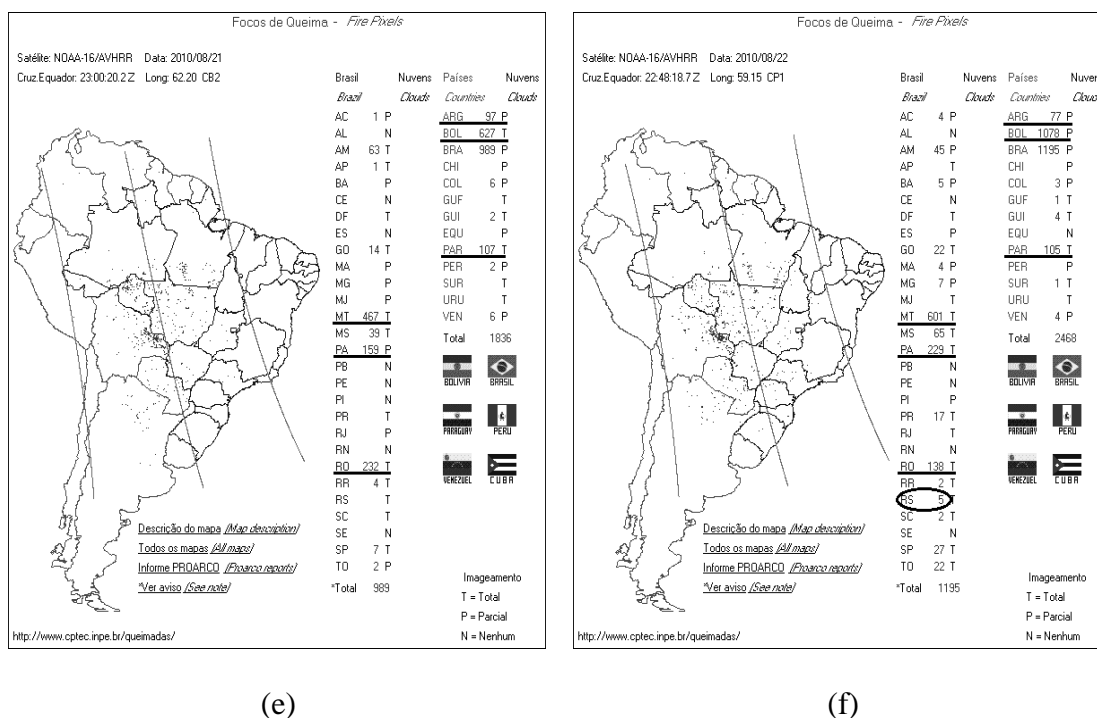 Focos de Queima - Fire Pixels
Satélite: NOAA-16/AVHRR Data: 2010/08/21
Cruz.Equador: 23:00:20.2 Z Long: 62.20 CB2
Brasil Nuvens Países Nuvens
Brazil Clouds Countries Clouds
AC 1 P ARG 97 P
AL N BOL 627 T
AM 63 T BRA 989 P
AP 1 T CHI P
BA P COL 6 P
CE N GUF T
DF T GUI 2 T
ES N EQU P
GO 14 T PAR 107 T
MA P PER 2 P
MG P SUR T
MJ P URU T
MT 467 T VEN 6 P
MS 39 T Total 1836
PA 159 P
PB N
PE N
PI N
PR T
RJ P
RN N
RO 232 T
RR 4 T
RS T
SC T
SE N
SP 7 T
TO 2 P
*Total 989
BOLIVIA BRASIL
PARAGUAY PERU
VENEZUEL CUBA
Descrição do mapa (Map description)
Todos os mapas (All maps)
Informe PROARCO (Proarco reports)
*Ver aviso (See note)
Imageamento
T = Total
P = Parcial
N = Nenhum
http://www.cptec.inpe.br/queimadas/
(e)
Focos de Queima - Fire Pixels
Satélite: NOAA-16/AVHRR Data: 2010/08/22
Cruz.Equador: 22:48:18.7 Z Long: 59.15 CP1
Brasil Nuvens Países Nuver
Brazil Clouds Countries Clouc
AC 4 P ARG 77 P
AL N BOL 1078 P
AM 45 P BRA 1195 P
AP T CHI P
BA 5 P COL 3 P
CE N GUF 1 T
DF T GUI 4 T
ES P EQU N
GO 22 T PAR 105 T
MA 4 P PER P
MG 7 P SUR 1 T
MJ T URU T
MT 601 T VEN 4 P
MS 65 T Total 2468
PA 229 T
PB N
PE N
PI P
PR 17 T
RJ T
RN N
RO 138 T
RR 2 T
RS 5 T
SC 2 T
SE N
SP 27 T
TO 22 T
*Total 1195
BOLIVIA BRASIL
PARAGUAY PERU
VENEZUEL CUBA
Descrição do mapa (Map description)
Todos os mapas (All maps)
Informe PROARCO (Proarco reports)
*Ver aviso (See note)
Imageamento
T = Total
P = Parcial
N = Nenhum
http://www.cptec.inpe.br/queimadas/
(f)